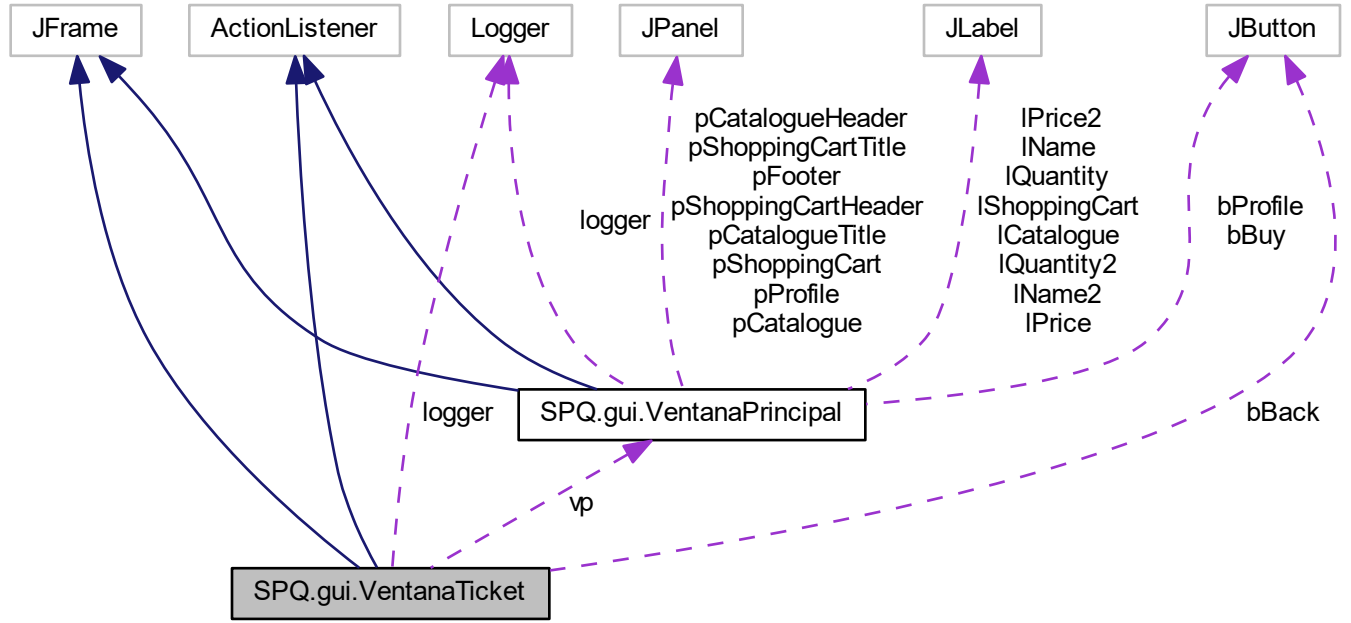 JFrame
ActionListener
Logger
JPanel
JLabel
JButton
logger
pCatalogueHeader
pShoppingCartTitle
pFooter
pShoppingCartHeader
pCatalogueTitle
pShoppingCart
pProfile
pCatalogue
lPrice2
lName
lQuantity
lShoppingCart
lCatalogue
lQuantity2
lName2
lPrice
bProfile
bBuy
SPQ.gui.VentanaPrincipal
logger
bBack
vp
SPQ.gui.VentanaTicket